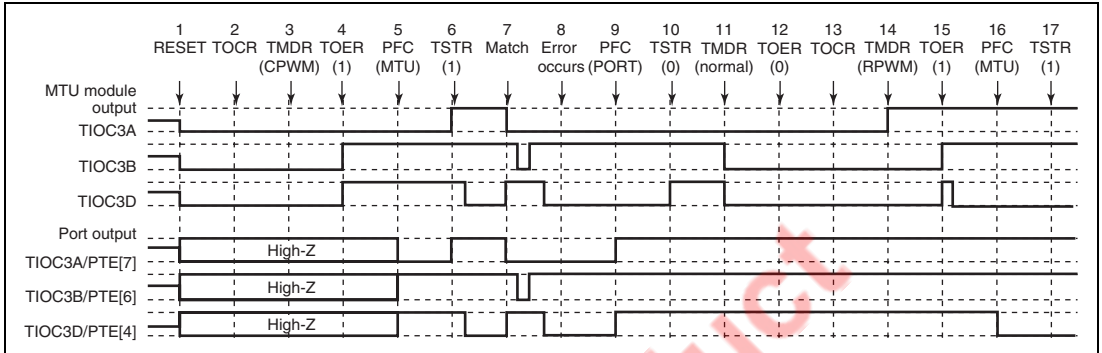 1 2 3 4 5 6 7 8 9 10 11 12 13 14 15 16 17
RESET TOCR TMDR TOER PFC TSTR Match Error PFC TSTR TMDR TOER TOCR TMDR TOER PFC TSTR
(CPWM) (1) (MTU) (1) occurs (PORT) (0) (normal) (0) (RPWM) (1) (MTU) (1)
MTU module
output
TIOC3A
TIOC3B
TIOC3D
Port output
TIOC3A/PTE[7] High-Z
TIOC3B/PTE[6] High-Z
TIOC3D/PTE[4] High-Z
uct